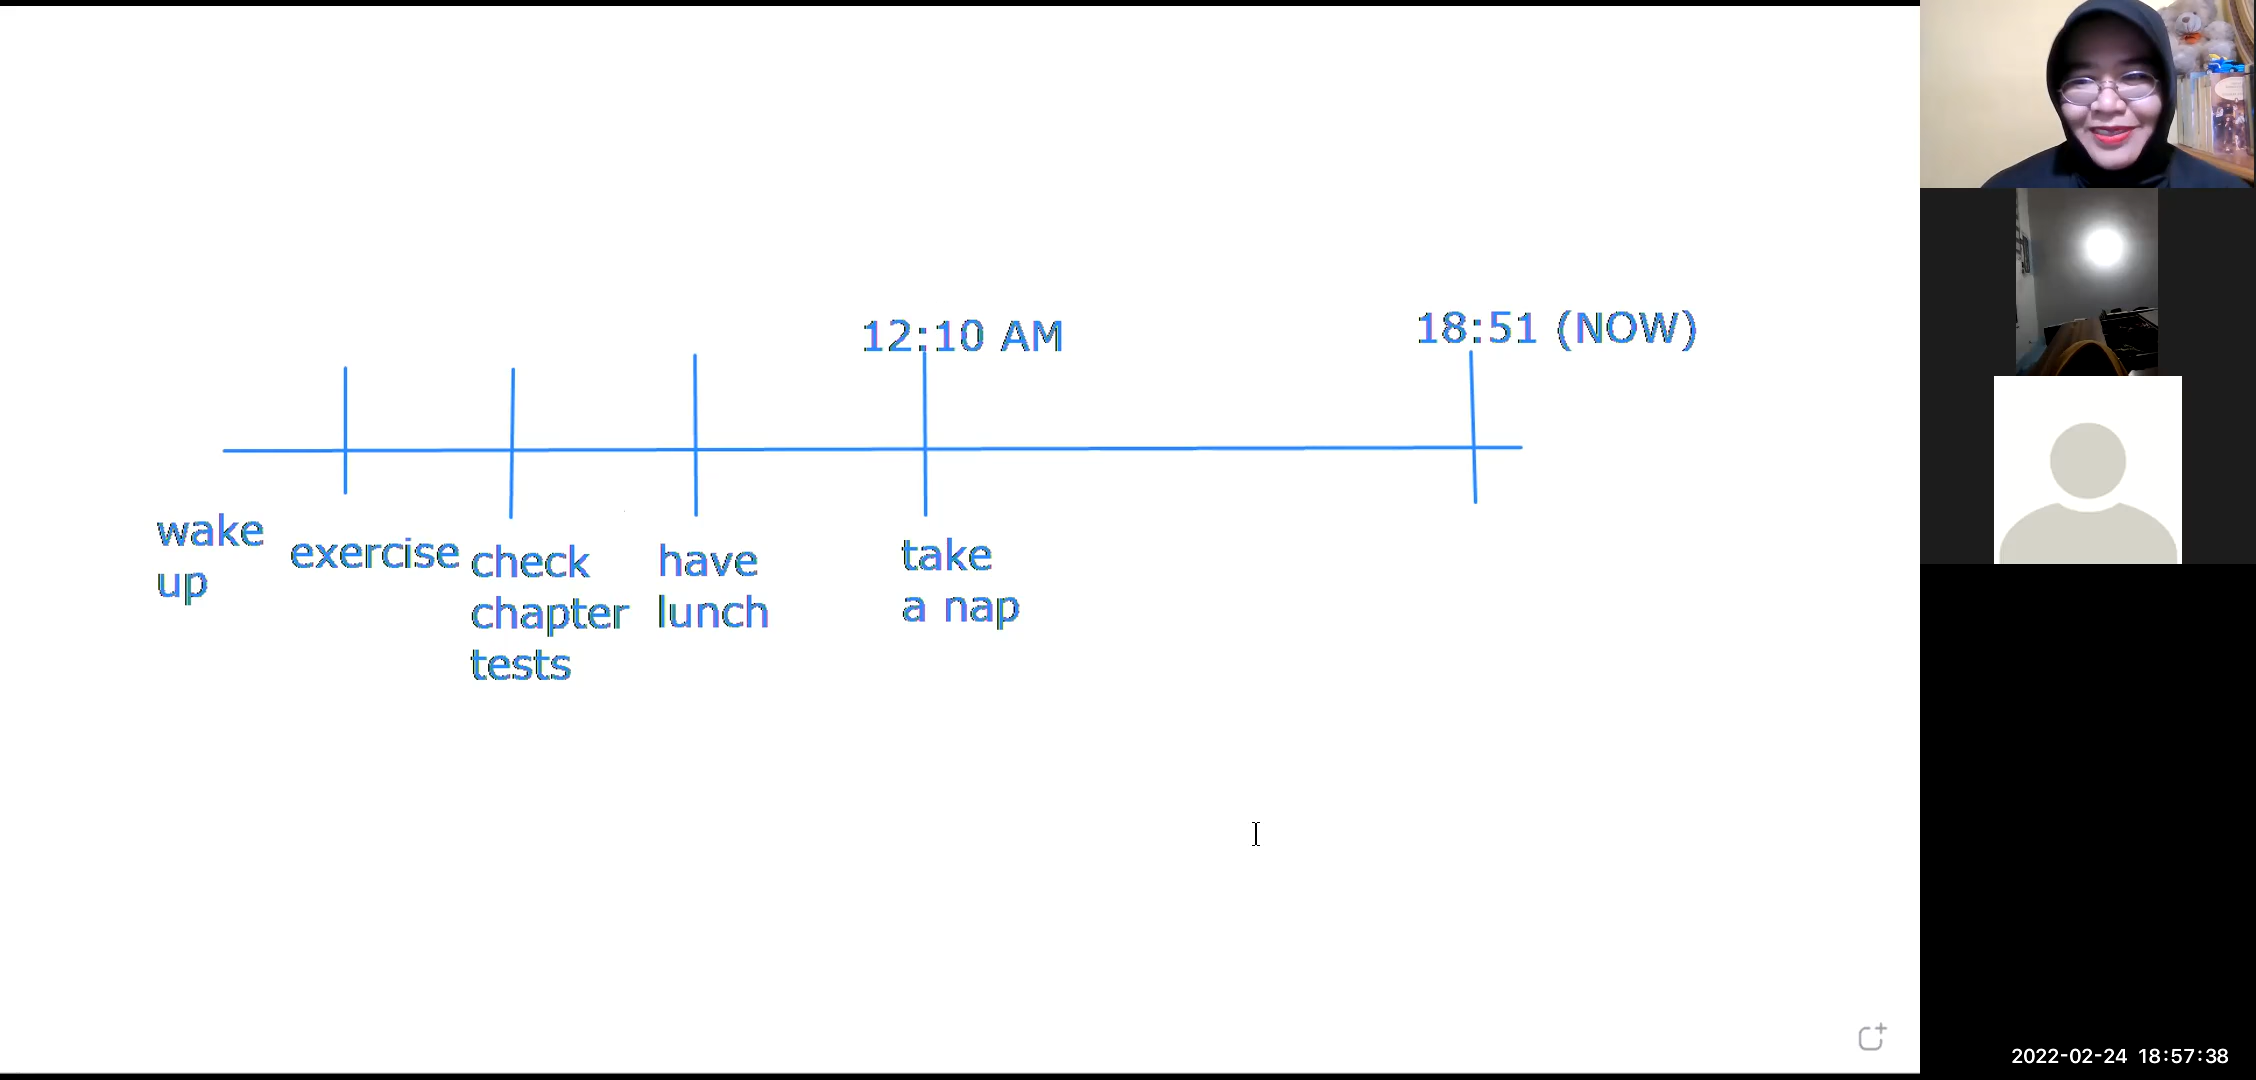 12:10 AM
18:51 (NOW)
wake
up
exercise
check
chapter
tests
have
lunch
take
a nap
2022-02-24 18:57:38